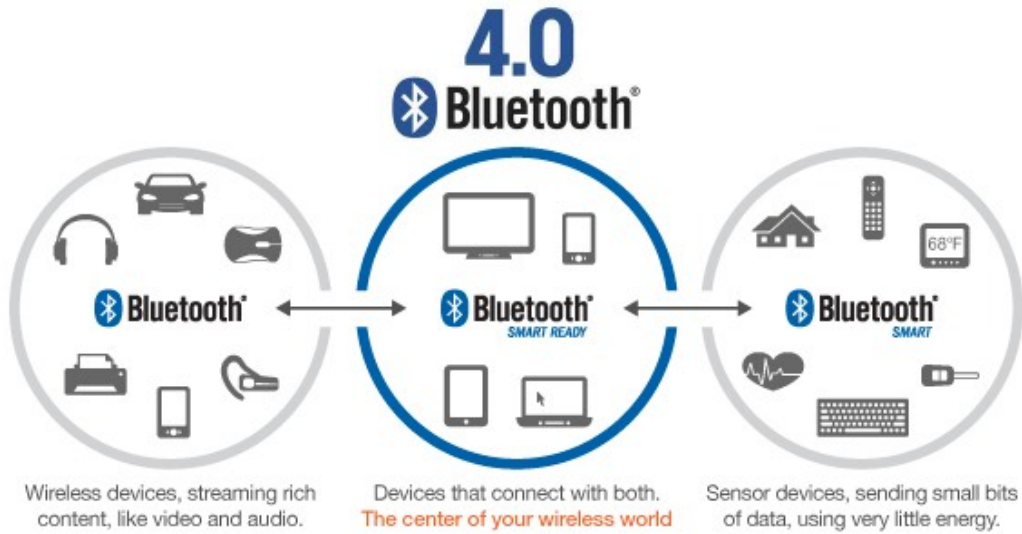 4.0
Bluetooth®
68°F
Bluetooth®
Bluetooth®
SMART READY
Bluetooth®
SMART
Wireless devices, streaming rich
content, like video and audio.
Devices that connect with both.
The center of your wireless world
Sensor devices, sending small bits
of data, using very little energy.